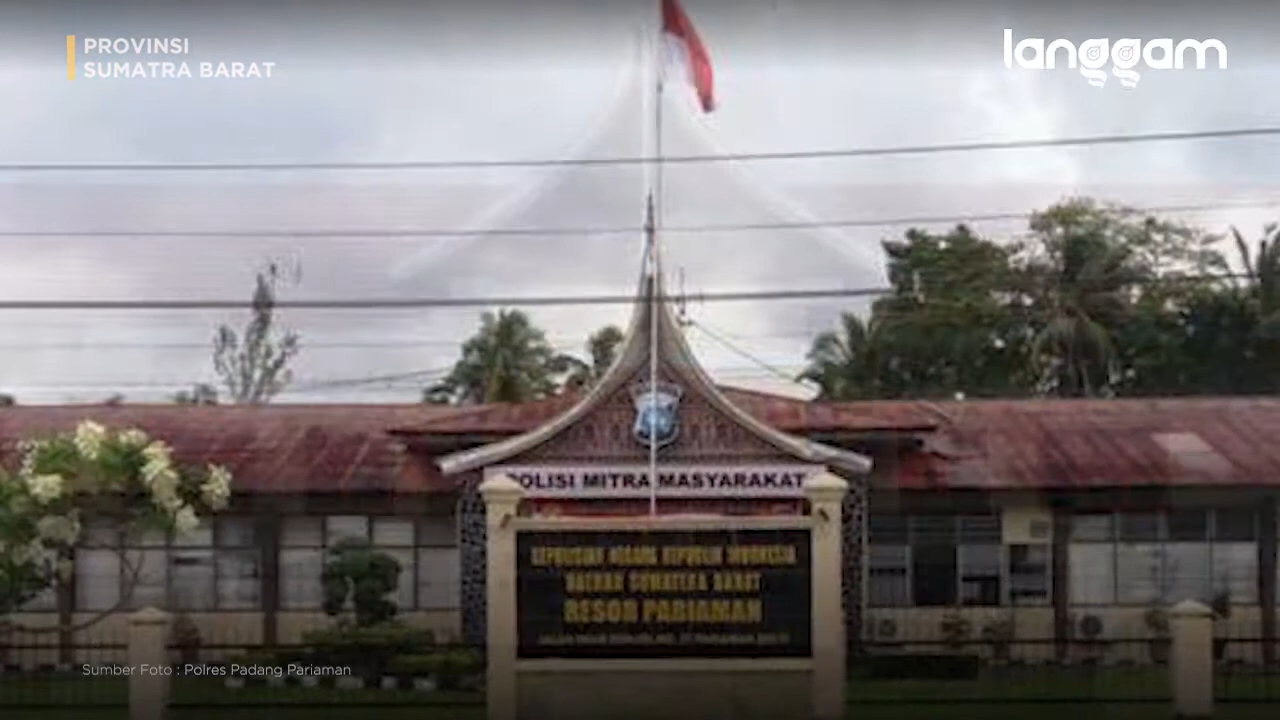 PROVINSI
SUMATRA BARAT
langgam
POLISI MITRA MASYARAKAT
KEPOLISIAN NEGARA REPUBLIK INDONESIA
DAERAH SUMATERA BARAT
RESOR PARIAMAN
Sumber Foto : Polres Padang Pariaman